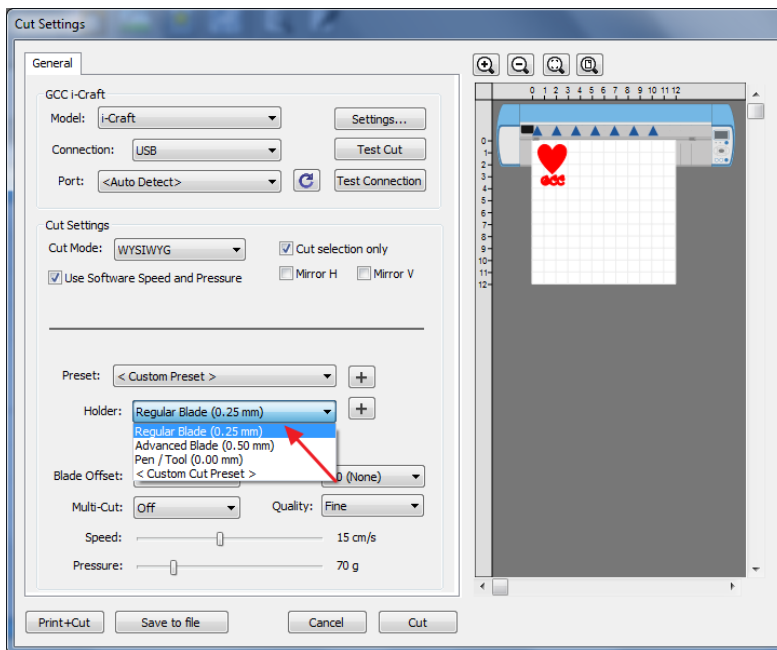 Cut Settings
General
GCC i-Craft
Model: i-Craft Settings...
Connection: USB Test Cut
Port: <Auto Detect> Test Connection
Cut Settings
Cut Mode: WYSIWYG Cut selection only
Use Software Speed and Pressure Mirror H Mirror V
Preset: < Custom Preset >
Holder: Regular Blade (0.25 mm)
Regular Blade (0.25 mm)
Advanced Blade (0.50 mm)
Pen / Tool (0.00 mm)
< Custom Cut Preset >
Blade Offset: 0 (None)
Multi-Cut: Off Quality: Fine
Speed: 15 cm/s
Pressure: 70 g
Print+Cut Save to file Cancel Cut
0 1 2 3 4 5 6 7 8 9 10 11 12
0
1
2
3
4
5
6
7
8
9
10
11
12
GCC